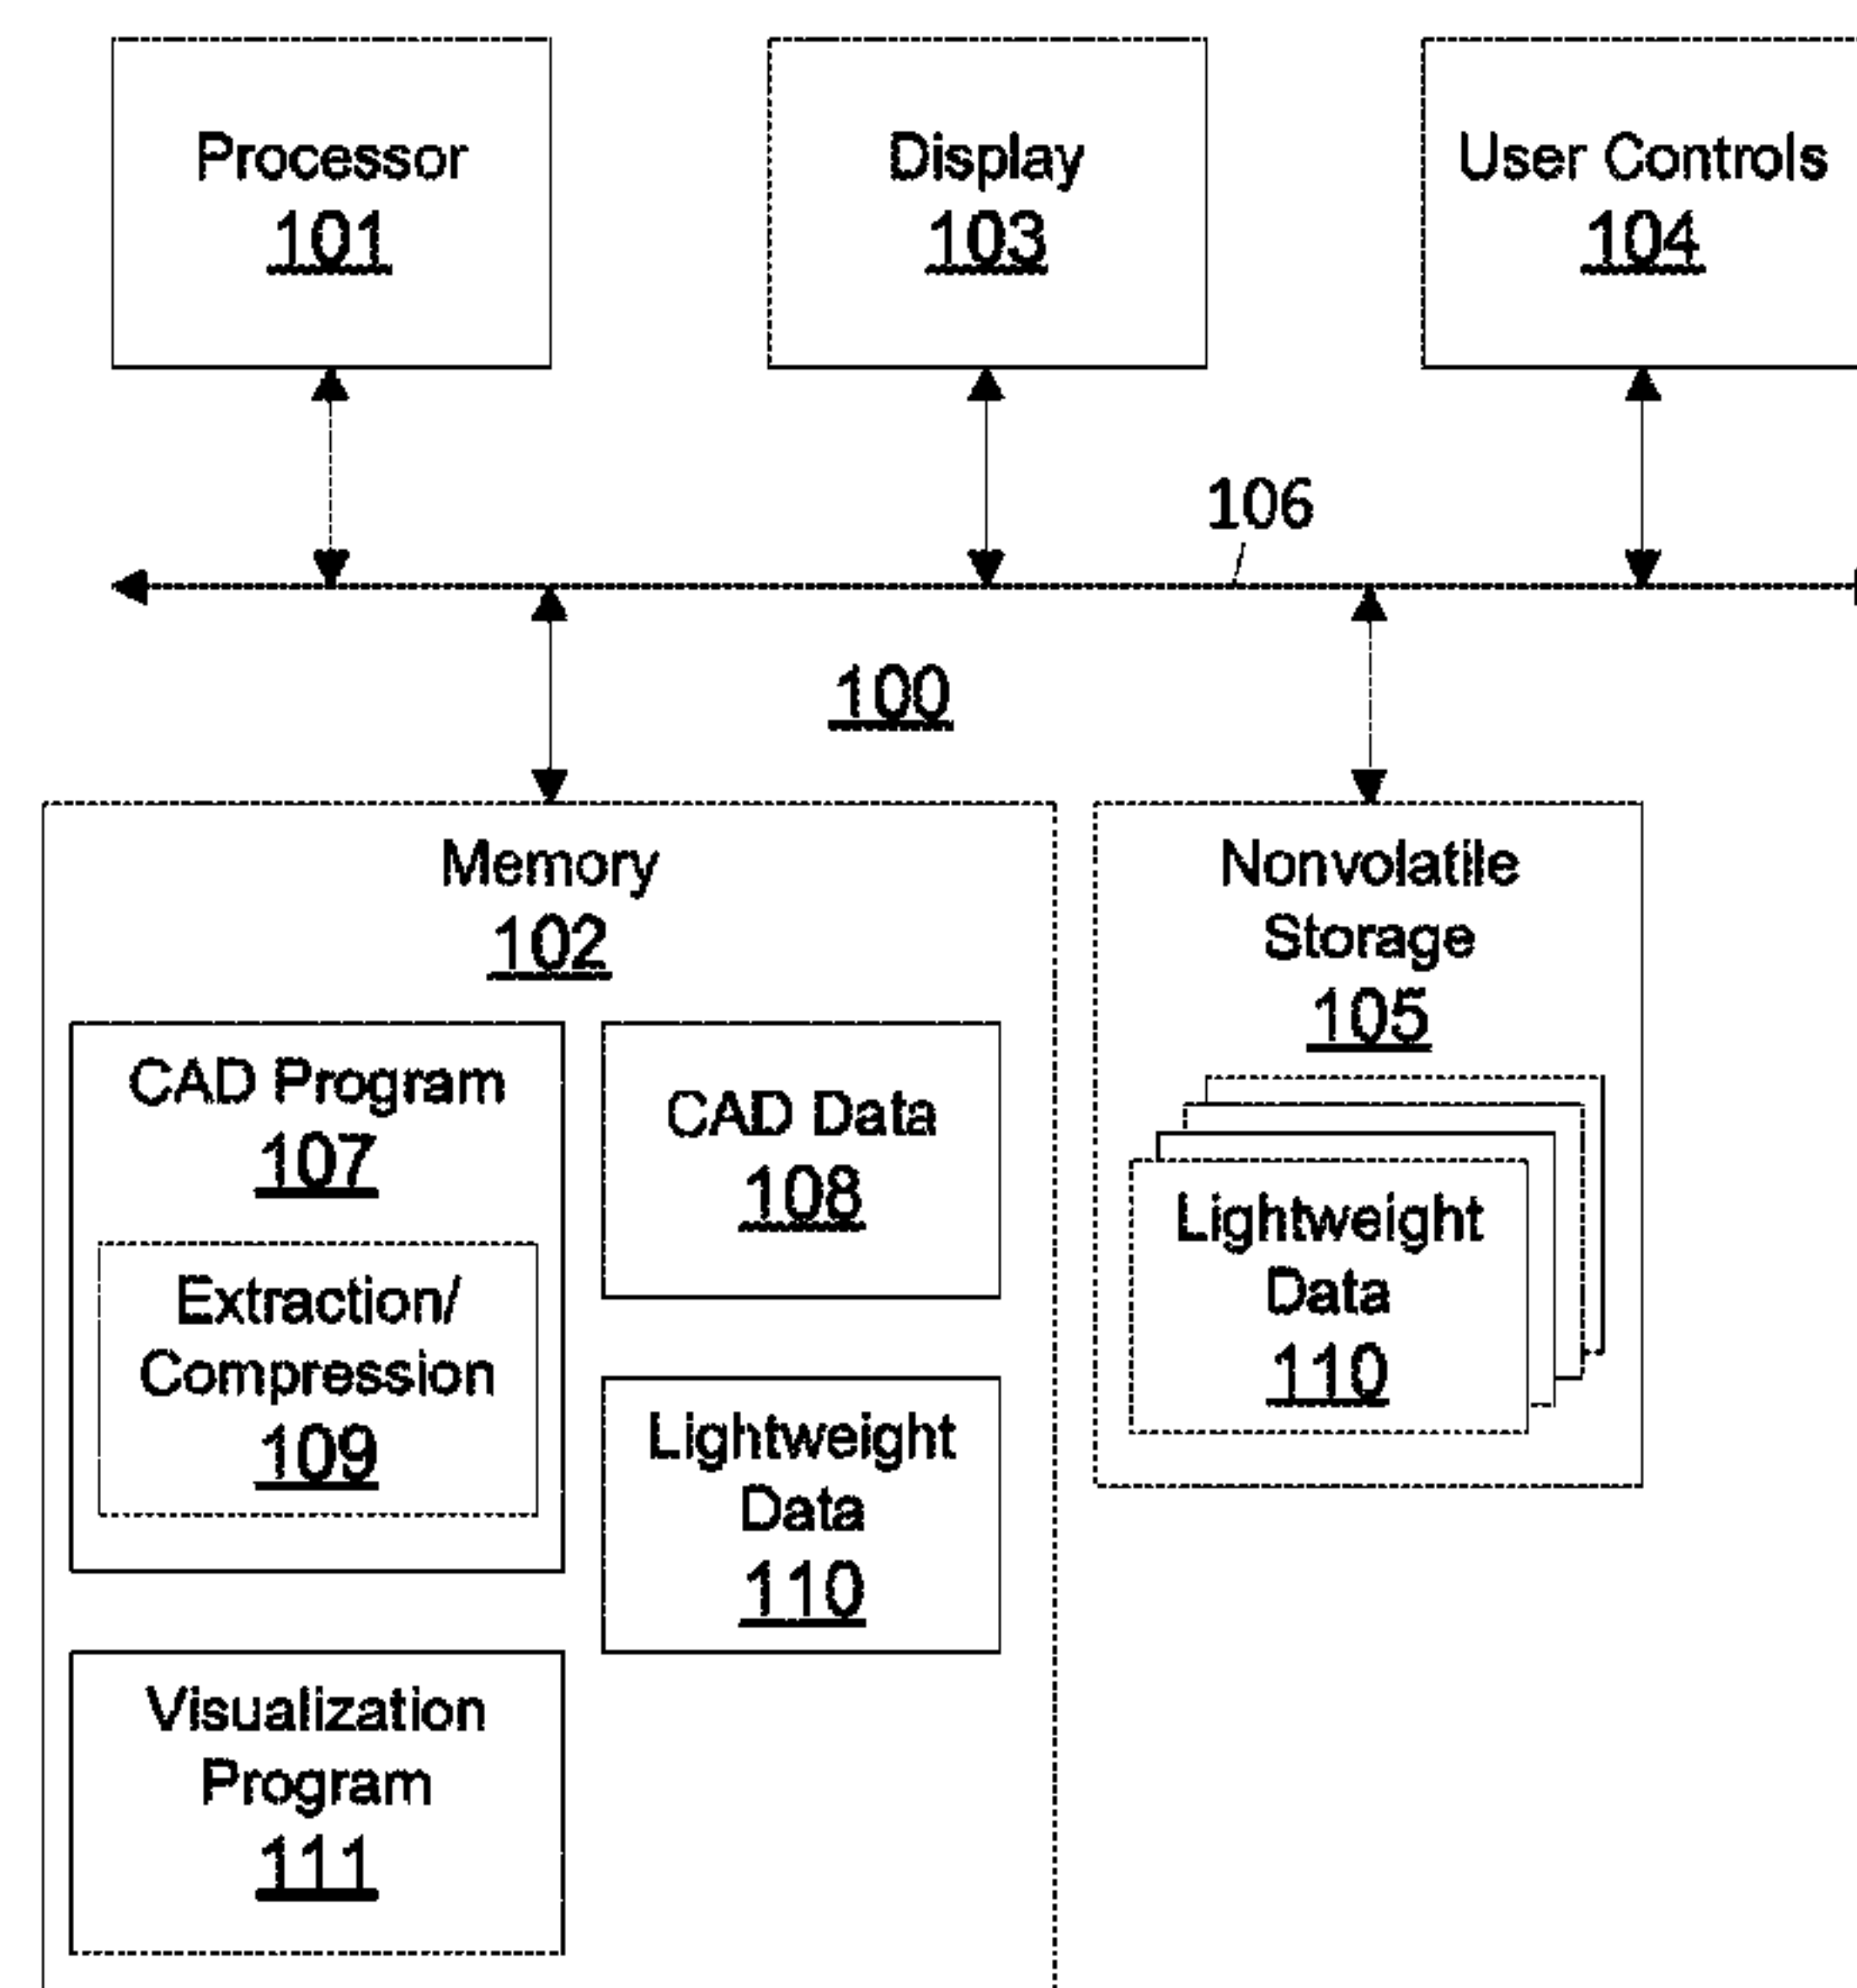 Processor
101
Display
103
User Controls
104
106
100
Memory
102
CAD Program
107
Extraction/
Compression
109
CAD Data
108
Lightweight
Data
110
Visualization
Program
111
Nonvolatile
Storage
105
Lightweight
Data
110